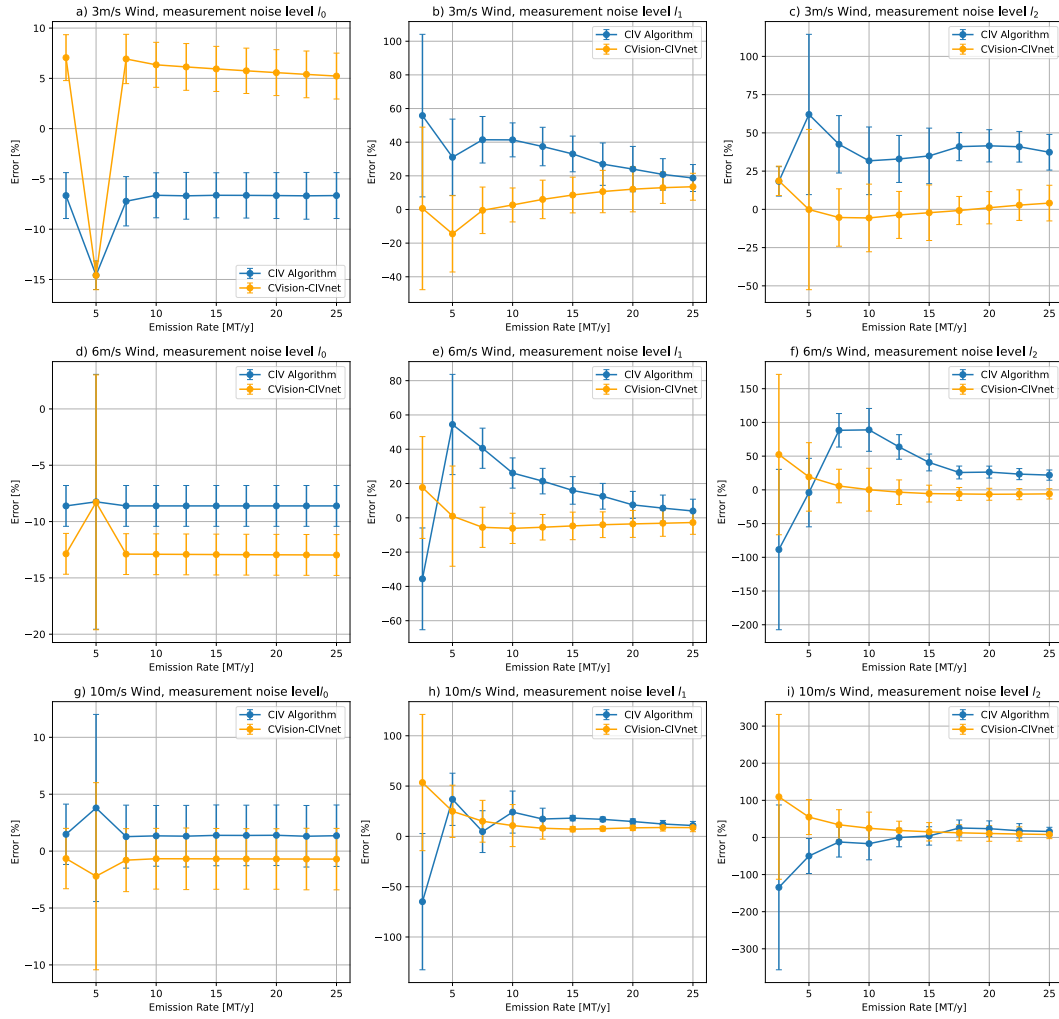 a) 3m/s Wind, measurement noise level l₀
Error [%]
10
5
0
−5
−10
−15
CIV Algorithm
CVision-CIVnet
5
10
15
20
25
Emission Rate [MT/y]
b) 3m/s Wind, measurement noise level l₁
Error [%]
100
80
60
40
20
0
−20
−40
CIV Algorithm
CVision-CIVnet
5
10
15
20
25
Emission Rate [MT/y]
c) 3m/s Wind, measurement noise level l₂
Error [%]
100
75
50
25
0
−25
−50
CIV Algorithm
CVision-CIVnet
5
10
15
20
25
Emission Rate [MT/y]
d) 6m/s Wind, measurement noise level l₀
Error [%]
0
−5
−10
−15
−20
CIV Algorithm
CVision-CIVnet
5
10
15
20
25
Emission Rate [MT/y]
e) 6m/s Wind, measurement noise level l₁
Error [%]
80
60
40
20
0
−20
−40
−60
CIV Algorithm
CVision-CIVnet
5
10
15
20
25
Emission Rate [MT/y]
f) 6m/s Wind, measurement noise level l₂
Error [%]
150
100
50
0
−50
−100
−150
−200
CIV Algorithm
CVision-CIVnet
5
10
15
20
25
Emission Rate [MT/y]
g) 10m/s Wind, measurement noise levell₀
Error [%]
10
5
0
−5
−10
CIV Algorithm
CVision-CIVnet
5
10
15
20
25
Emission Rate [MT/y]
h) 10m/s Wind, measurement noise level l₁
Error [%]
100
50
0
−50
−100
CIV Algorithm
CVision-CIVnet
5
10
15
20
25
Emission Rate [MT/y]
i) 10m/s Wind, measurement noise level l₂
Error [%]
300
200
100
0
−100
−200
−300
CIV Algorithm
CVision-CIVnet
5
10
15
20
25
Emission Rate [MT/y]